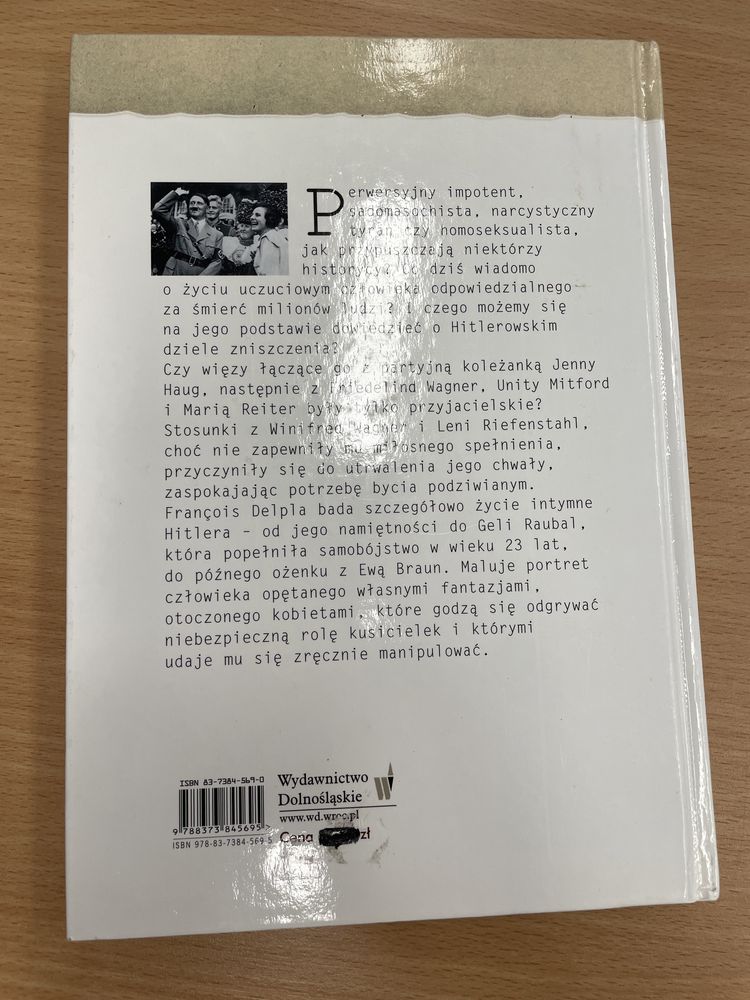 Perwersyjny impotent,
sadomasochista, narcystyczny
tyran czy homoseksualista,
jak przypuszczają niektórzy
historycy? Co dziś wiadomo
o życiu uczuciowym człowieka odpowiedzialnego
za śmierć milionów ludzi? I czego możemy się
na jego podstawie dowiedzieć o Hitlerowskim
dziele zniszczenia?
Czy więzy łączące go z partyjną koleżanką Jenny
Haug, następnie z Friedelind Wagner, Unity Mitford
i Marią Reiter były tylko przyjacielskie?
Stosunki z Winifred Wagner i Leni Riefenstahl,
choć nie zapewniły mu miłosnego spełnienia,
przyczyniły się do utrwalenia jego chwały,
zaspokajając potrzebę bycia podziwianym.
François Delpla bada szczegółowo życie intymne
Hitlera – od jego namiętności do Geli Raubal,
która popełniła samobójstwo w wieku 23 lat,
do późnego ożenku z Ewą Braun. Maluje portret
człowieka opętanego własnymi fantazjami,
otoczonego kobietami, które godzą się odgrywać
niebezpieczną rolę kusicielek i którymi
udaje mu się zręcznie manipulować.
ISBN 83-7384-569-0
9 788373 845695
ISBN 978-83-7384-569-5
Wydawnictwo
Dolnośląskie
www.wd.wroc.pl
Cena zł